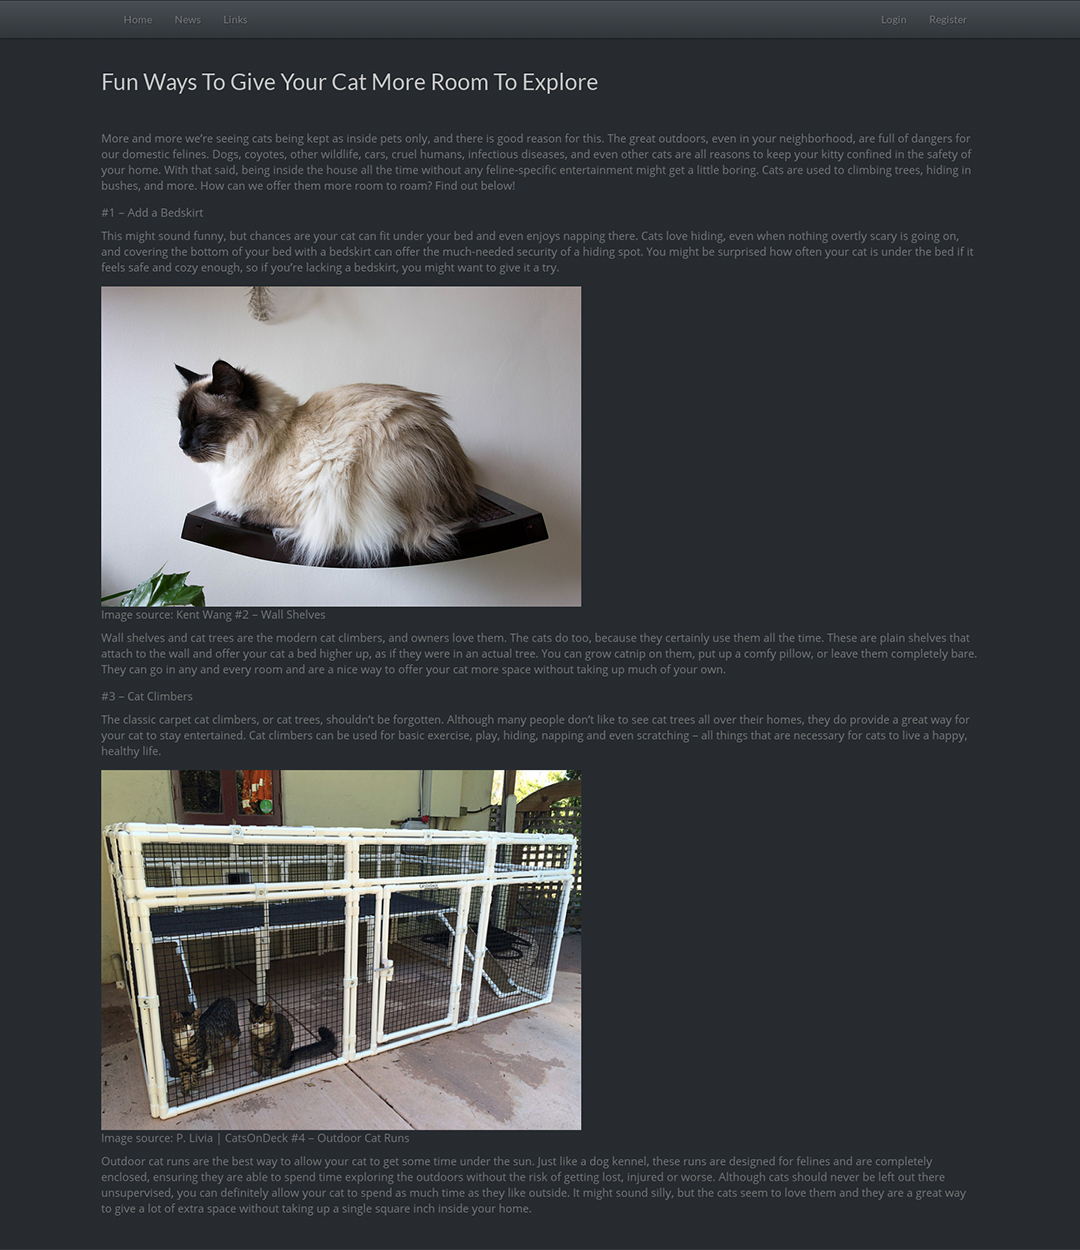 Home News Links Login Register
Fun Ways To Give Your Cat More Room To Explore
More and more we’re seeing cats being kept as inside pets only, and there is good reason for this. The great outdoors, even in your neighborhood, are full of dangers for
our domestic felines. Dogs, coyotes, other wildlife, cars, cruel humans, infectious diseases, and even other cats are all reasons to keep your kitty confined in the safety of
your home. With that said, being inside the house all the time without any feline-specific entertainment might get a little boring. Cats are used to climbing trees, hiding in
bushes, and more. How can we offer them more room to roam? Find out below!
#1 – Add a Bedskirt
This might sound funny, but chances are your cat can fit under your bed and even enjoys napping there. Cats love hiding, even when nothing overtly scary is going on,
and covering the bottom of your bed with a bedskirt can offer the much-needed security of a hiding spot. You might be surprised how often your cat is under the bed if it
feels safe and cozy enough, so if you’re lacking a bedskirt, you might want to give it a try.
Image source: Kent Wang #2 – Wall Shelves
Wall shelves and cat trees are the modern cat climbers, and owners love them. The cats do too, because they certainly use them all the time. These are plain shelves that
attach to the wall and offer your cat a bed higher up, as if they were in an actual tree. You can grow catnip on them, put up a comfy pillow, or leave them completely bare.
They can go in any and every room and are a nice way to offer your cat more space without taking up much of your own.
#3 – Cat Climbers
The classic carpet cat climbers, or cat trees, shouldn’t be forgotten. Although many people don’t like to see cat trees all over their homes, they do provide a great way for
your cat to stay entertained. Cat climbers can be used for basic exercise, play, hiding, napping and even scratching – all things that are necessary for cats to live a happy,
healthy life.
Image source: P. Livia | CatsOnDeck #4 – Outdoor Cat Runs
Outdoor cat runs are the best way to allow your cat to get some time under the sun. Just like a dog kennel, these runs are designed for felines and are completely
enclosed, ensuring they are able to spend time exploring the outdoors without the risk of getting lost, injured or worse. Although cats should never be left out there
unsupervised, you can definitely allow your cat to spend as much time as they like outside. It might sound silly, but the cats seem to love them and they are a great way
to give a lot of extra space without taking up a single square inch inside your home.